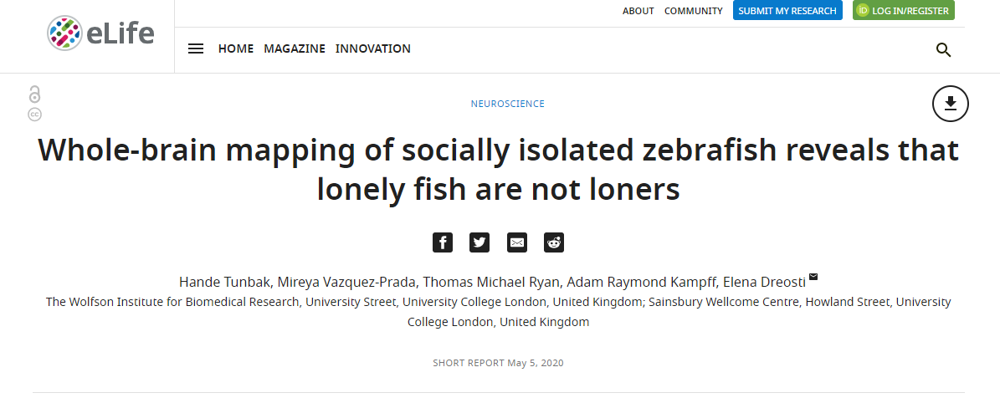 ABOUT COMMUNITY SUBMIT MY RESEARCH iD LOG IN/REGISTER
eLife
HOME MAGAZINE INNOVATION
cc
NEUROSCIENCE
Whole-brain mapping of socially isolated zebrafish reveals that
lonely fish are not loners
Hande Tunbak, Mireya Vazquez-Prada, Thomas Michael Ryan, Adam Raymond Kampff, Elena Dreosti
The Wolfson Institute for Biomedical Research, University Street, University College London, United Kingdom; Sainsbury Wellcome Centre, Howland Street, University
College London, United Kingdom
SHORT REPORT May 5, 2020